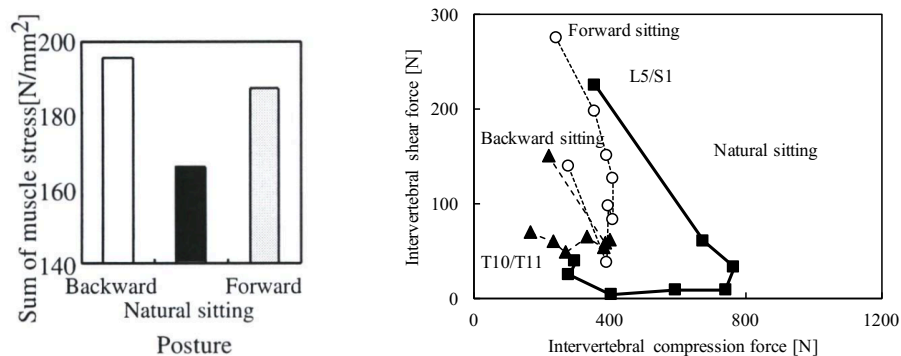 Sum of muscle stress[N/mm²]
200
180
160
140
Backward
Forward
Natural sitting
Posture
Intervertebral shear force [N]
300
200
100
0
Forward sitting
L5/S1
Backward sitting
Natural sitting
T10/T11
0
400
800
1200
Intervertebral compression force [N]